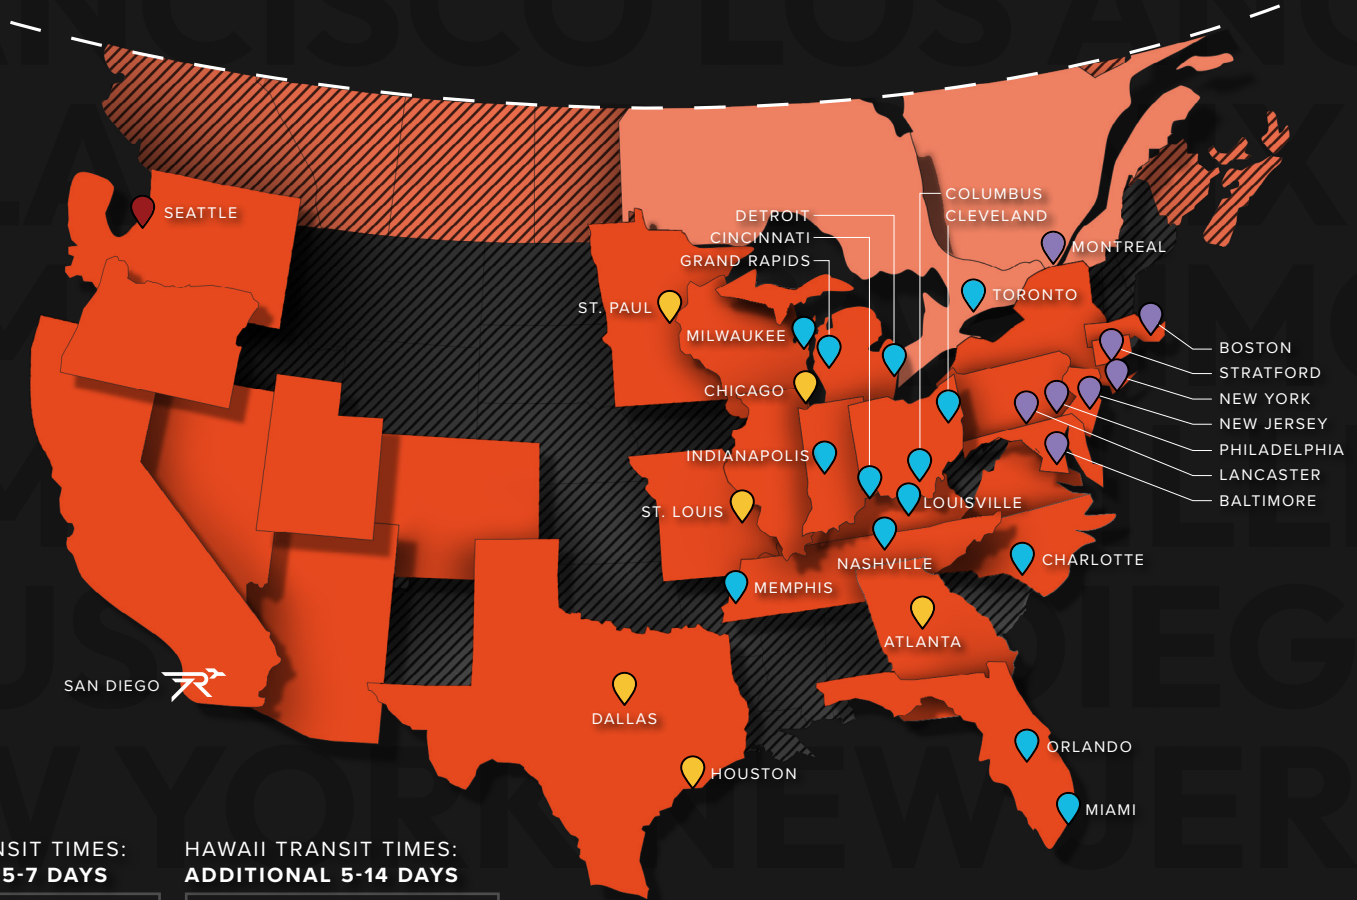 SEATTLE
COLUMBUS
CLEVELAND
DETROIT
CINCINNATI
GRAND RAPIDS
MONTREAL
TORONTO
ST. PAUL
MILWAUKEE
CHICAGO
BOSTON
STRATFORD
NEW YORK
NEW JERSEY
PHILADELPHIA
LANCASTER
BALTIMORE
INDIANAPOLIS
ST. LOUIS
LOUISVILLE
NASHVILLE
CHARLOTTE
MEMPHIS
ATLANTA
SAN DIEGO
DALLAS
HOUSTON
ORLANDO
MIAMI
NSIT TIMES:
5-7 DAYS
HAWAII TRANSIT TIMES:
ADDITIONAL 5-14 DAYS